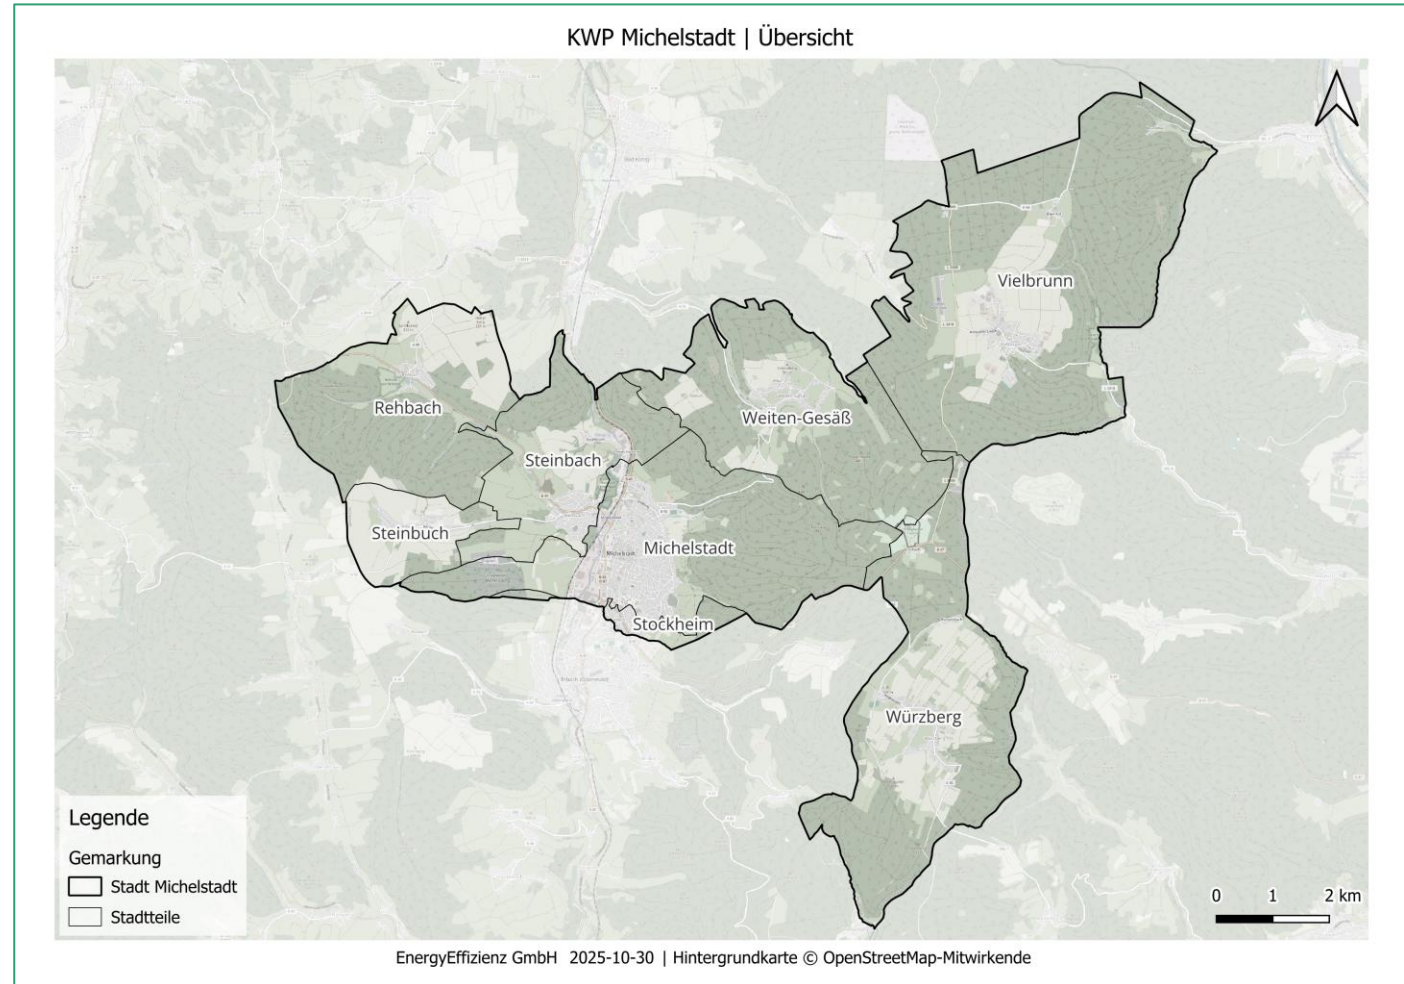 KWP Michelstadt | Übersicht
Vielbrunn
Rehbach
Weiten-Gesäß
Steinbach
Steinbuch
Michelstadt
Stockheim
Würzberg
Legende
Gemarkung
Stadt Michelstadt
Stadtteile
0 1 2 km
EnergyEffizienz GmbH 2025-10-30 | Hintergrundkarte © OpenStreetMap-Mitwirkende